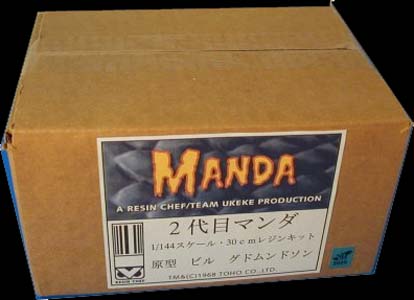 MANDA
A RESIN CHEF/TEAM UKEKE PRODUCTION
2代目マンダ
1/144スケール・30cmレジンキット
原型 ビル グドムンドソン
RESIN CHEF
TM&(C)1968 TOHO CO.,LTD.